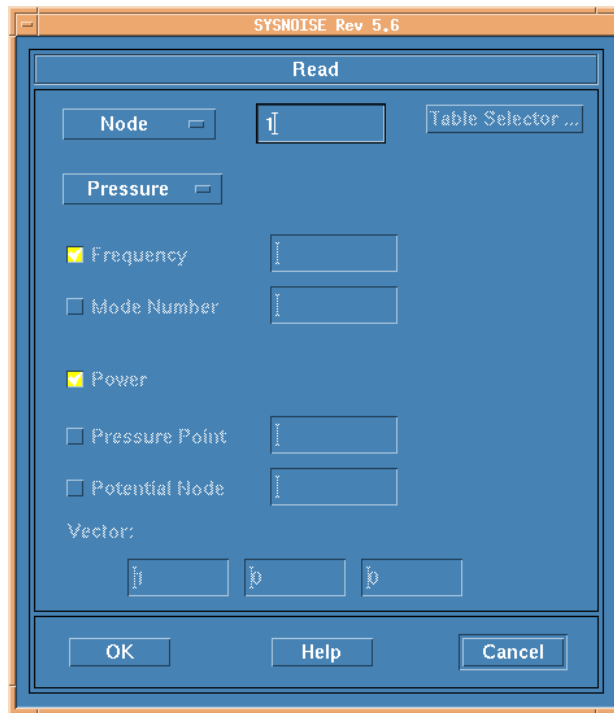 SYSNOISE Rev 5.6
Read
Node 1 Table Selector ...
Pressure
Frequency
Mode Number
Power
Pressure Point
Potential Node
Vector:
1 0 0
OK Help Cancel